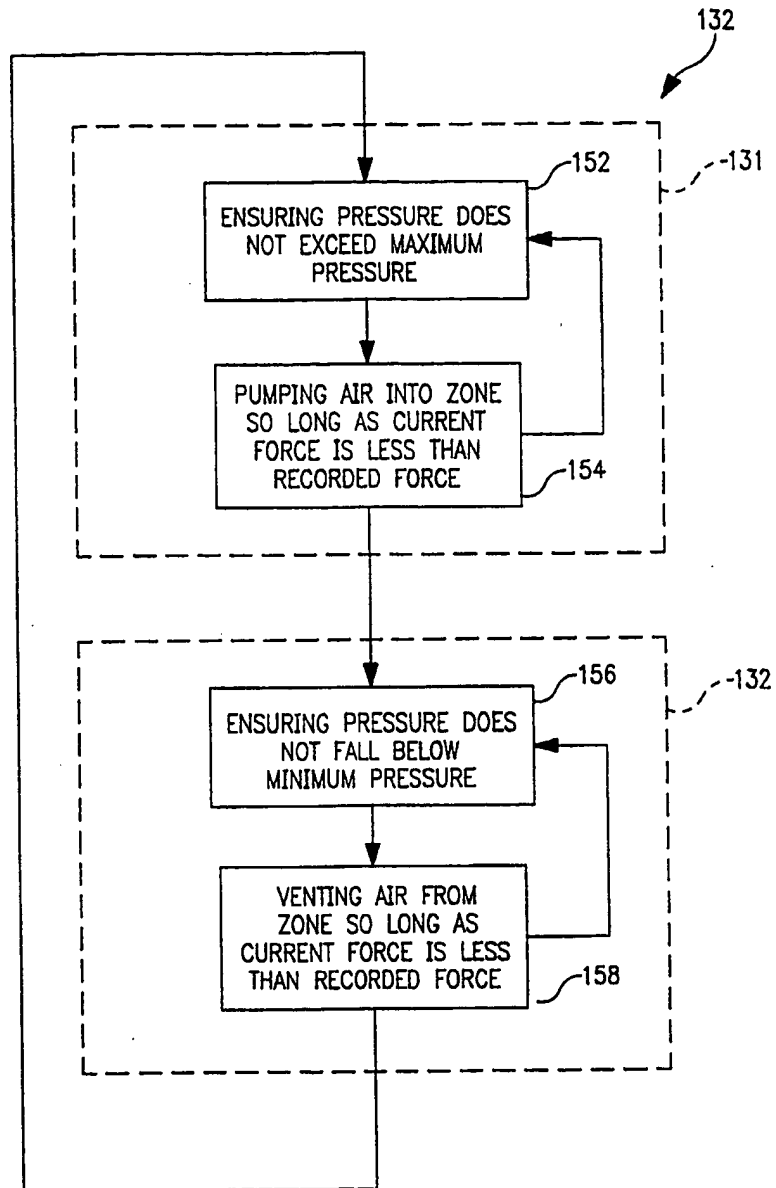 132
131
152
ENSURING PRESSURE DOES
NOT EXCEED MAXIMUM
PRESSURE
PUMPING AIR INTO ZONE
SO LONG AS CURRENT
FORCE IS LESS THAN
RECORDED FORCE
154
156
132
ENSURING PRESSURE DOES
NOT FALL BELOW
MINIMUM PRESSURE
VENTING AIR FROM
ZONE SO LONG AS
CURRENT FORCE IS LESS
THAN RECORDED FORCE
158